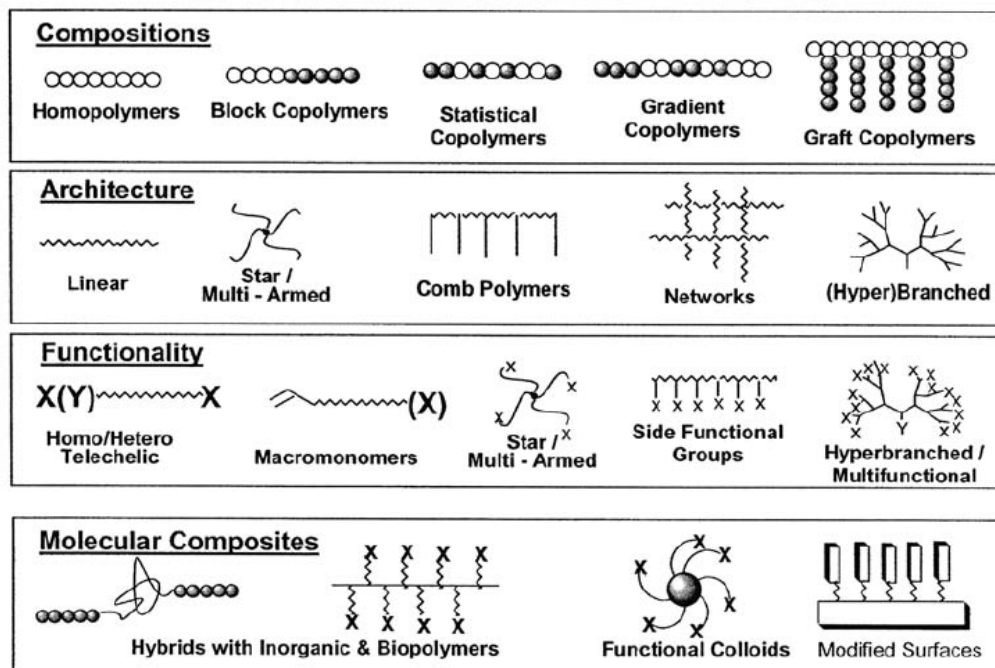 Compositions
Homopolymers
Block Copolymers
Statistical
Copolymers
Gradient
Copolymers
Graft Copolymers
Architecture
Linear
Star /
Multi - Armed
Comb Polymers
Networks
(Hyper)Branched
Functionality
X(Y) X
Homo/Hetero
Telechelic
(X)
Macromonomers
X
X
X
X
Star /
Multi - Armed
X X X X X X
Side Functional
Groups
X X X X X X X X X X X X X X X X
Y
Hyperbranched /
Multifunctional
Molecular Composites
X X X X
X X X X
Hybrids with Inorganic & Biopolymers
X X X X X X
Functional Colloids
Modified Surfaces